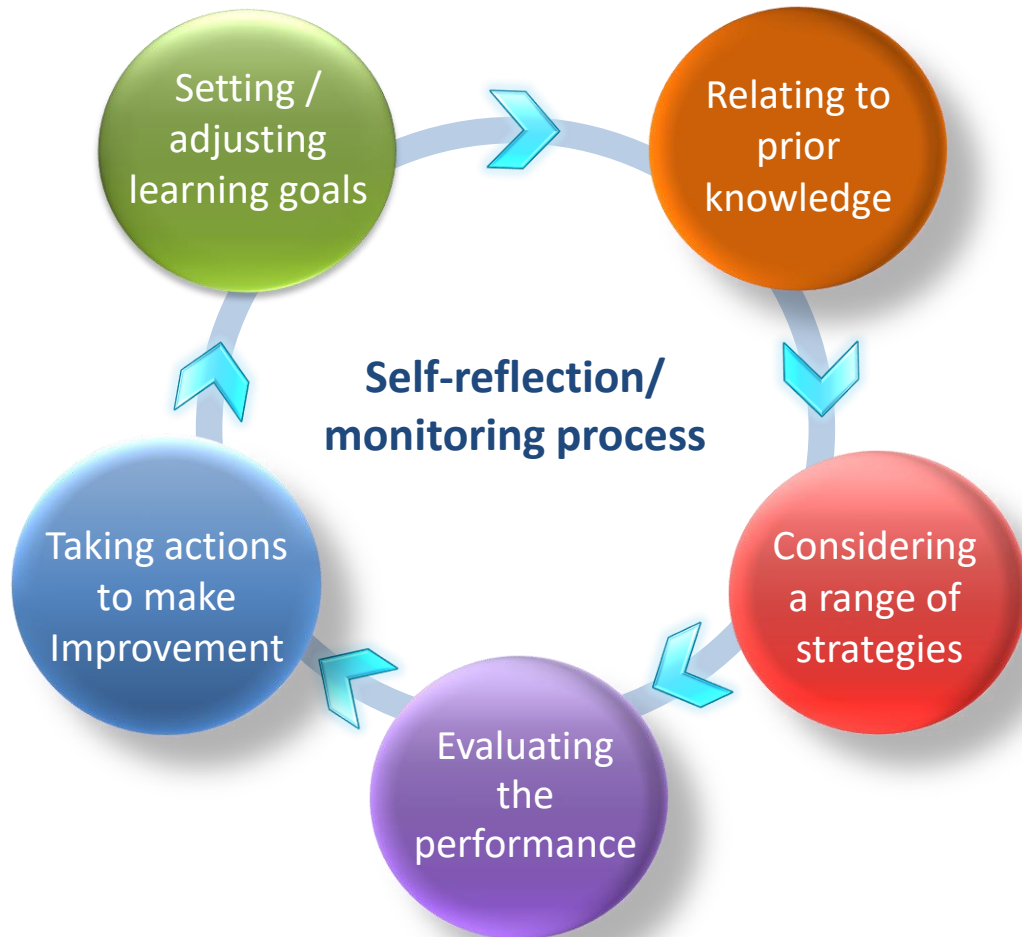 Setting /
adjusting
learning goals
Relating to
prior
knowledge
Self-reflection/
monitoring process
Considering
a range of
strategies
Evaluating
the
performance
Taking actions
to make
Improvement